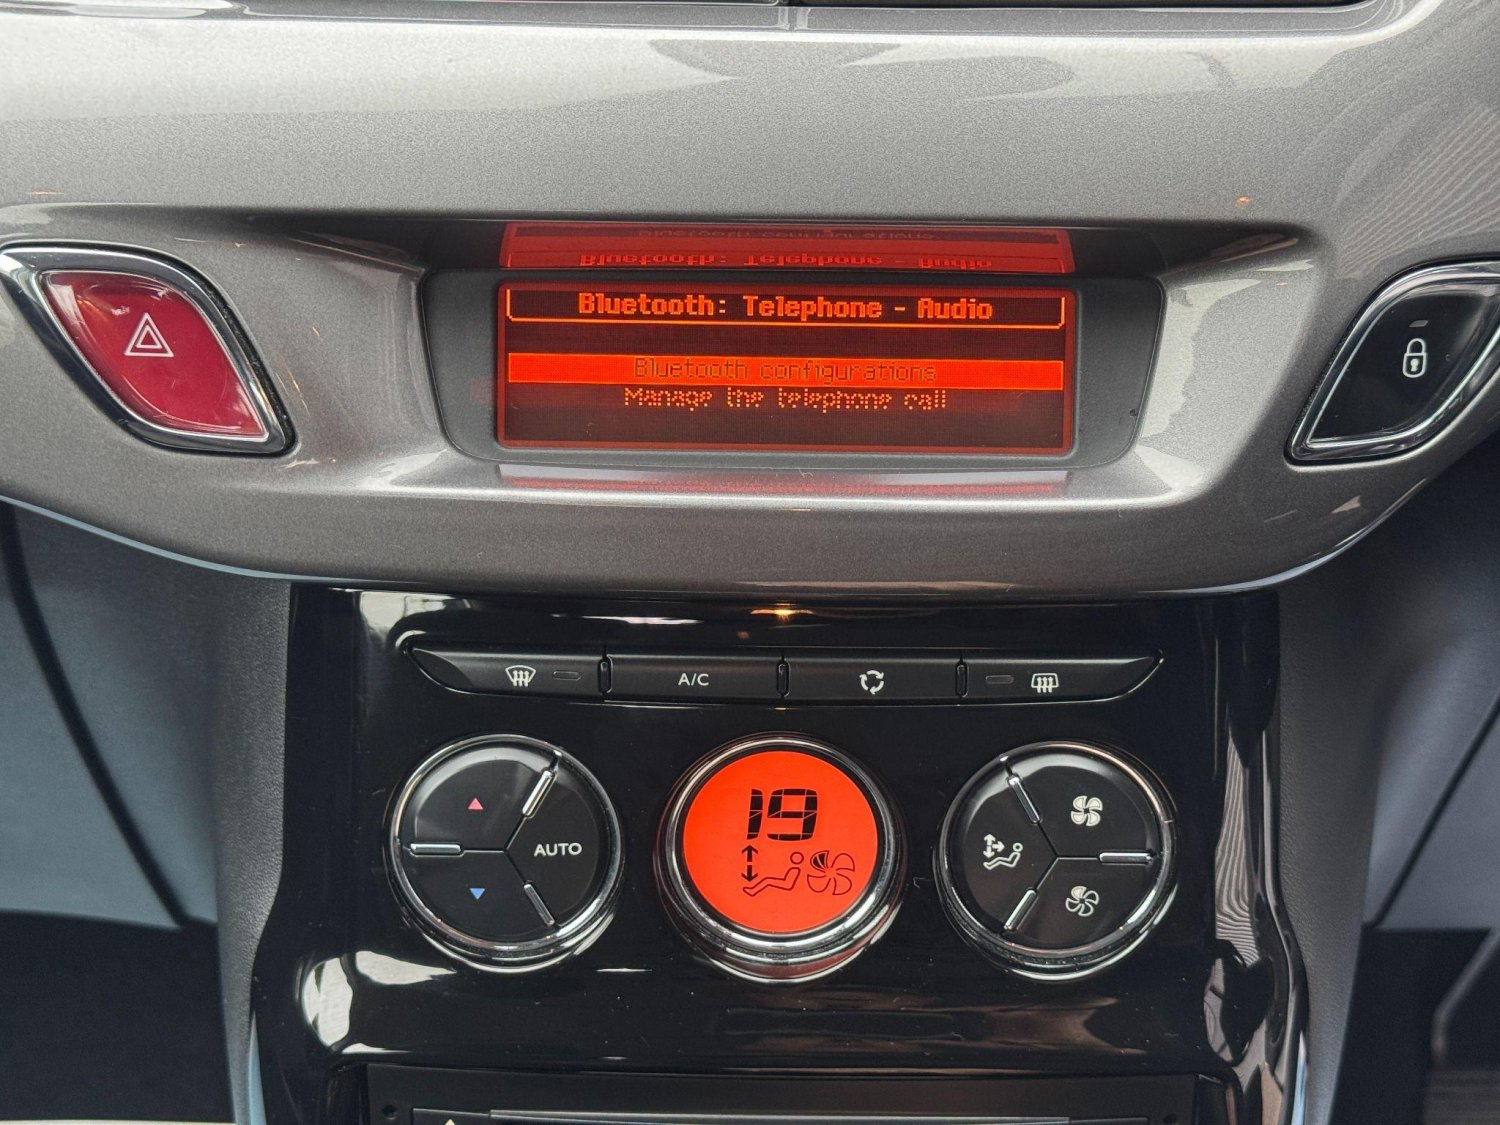 Bluetooth: Telephone - Audio
Bluetooth configurations
Manage the telephone call
A/C
AUTO
19